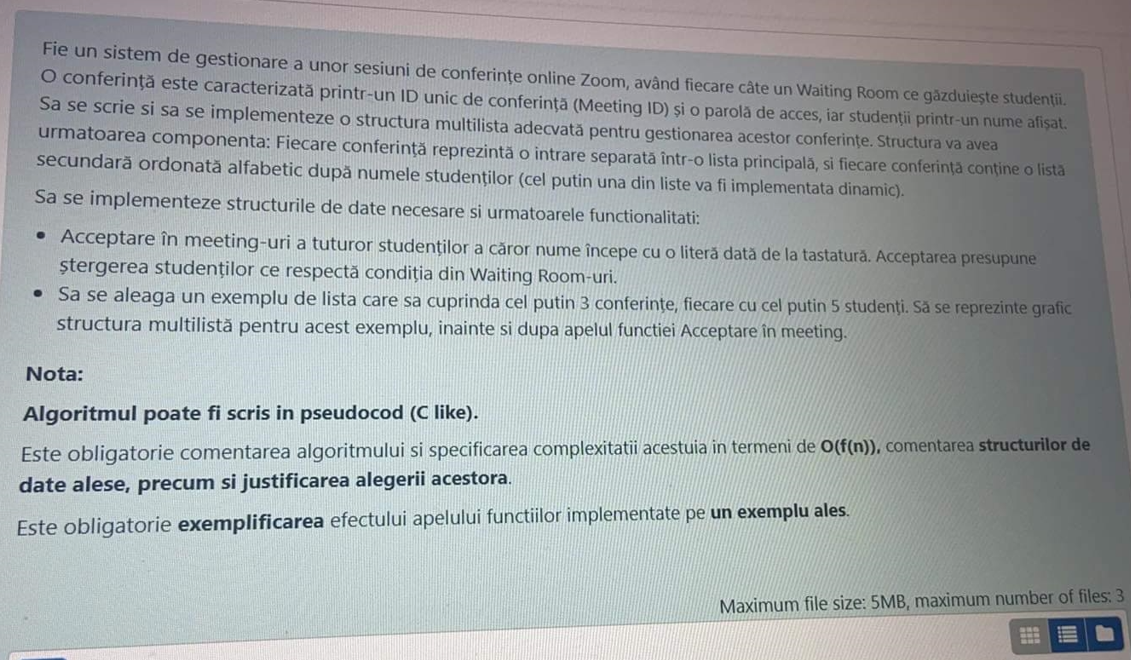 Fie un sistem de gestionare a unor sesiuni de conferințe online Zoom, având fiecare câte un Waiting Room ce găzduiește studenții.
O conferință este caracterizată printr-un ID unic de conferință (Meeting ID) și o parolă de acces, iar studenții printr-un nume afișat.
Sa se scrie si sa se implementeze o structura multilista adecvată pentru gestionarea acestor conferințe. Structura va avea
urmatoarea componenta: Fiecare conferință reprezintă o intrare separată într-o lista principală, si fiecare conferință conține o listă
secundară ordonată alfabetic după numele studenților (cel putin una din liste va fi implementata dinamic).
Sa se implementeze structurile de date necesare si urmatoarele functionalitati:
• Acceptare în meeting-uri a tuturor studenților a căror nume începe cu o literă dată de la tastatură. Acceptarea presupune
ștergerea studenților ce respectă condiția din Waiting Room-uri.
• Sa se aleaga un exemplu de lista care sa cuprinda cel putin 3 conferințe, fiecare cu cel putin 5 studenți. Să se reprezinte grafic
structura multilistă pentru acest exemplu, inainte si dupa apelul functiei Acceptare în meeting.
Nota:
Algoritmul poate fi scris in pseudocod (C like).
Este obligatorie comentarea algoritmului si specificarea complexitatii acestuia in termeni de O(f(n)), comentarea structurilor de
date alese, precum si justificarea alegerii acestora.
Este obligatorie exemplificarea efectului apelului functiilor implementate pe un exemplu ales.
Maximum file size: 5MB, maximum number of files: 3